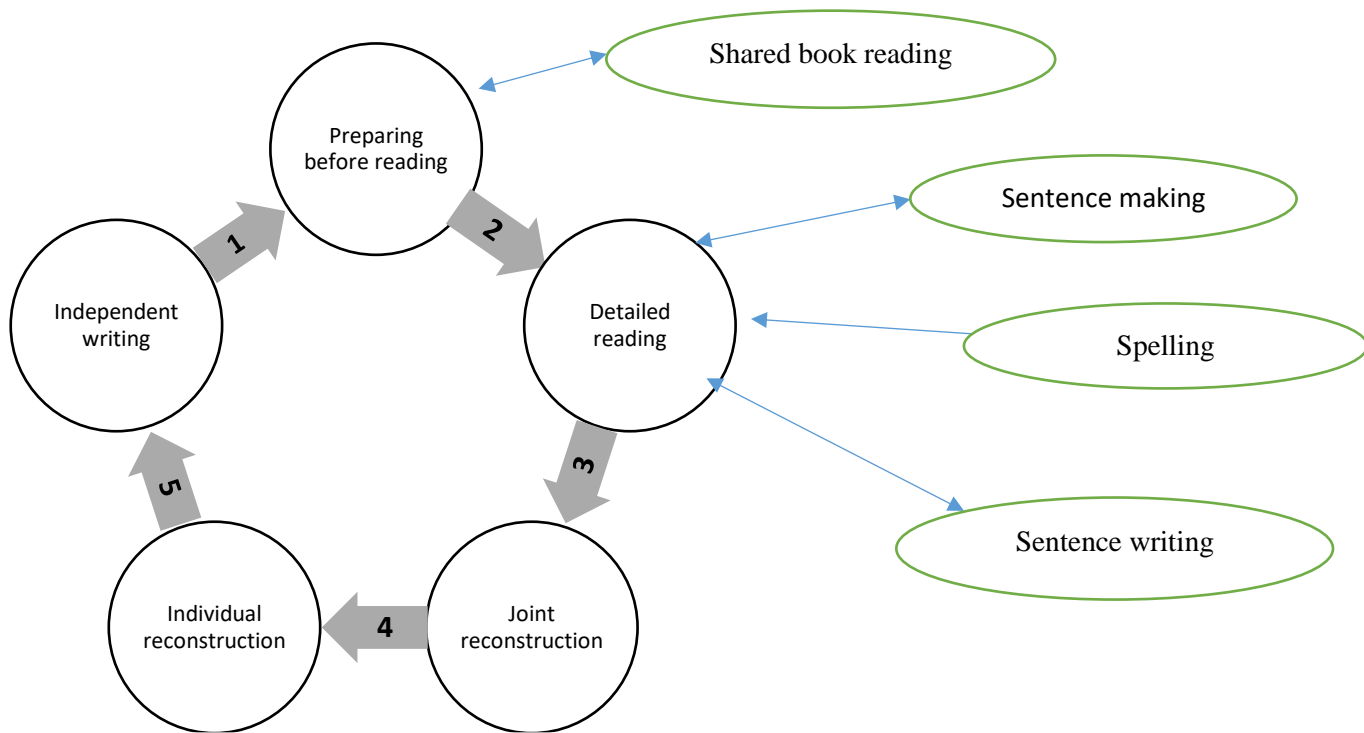 Shared book reading
Preparing
before reading
1
2
Sentence making
Independent
writing
Detailed
reading
Spelling
3
5
Sentence writing
Individual
reconstruction
4
Joint
reconstruction